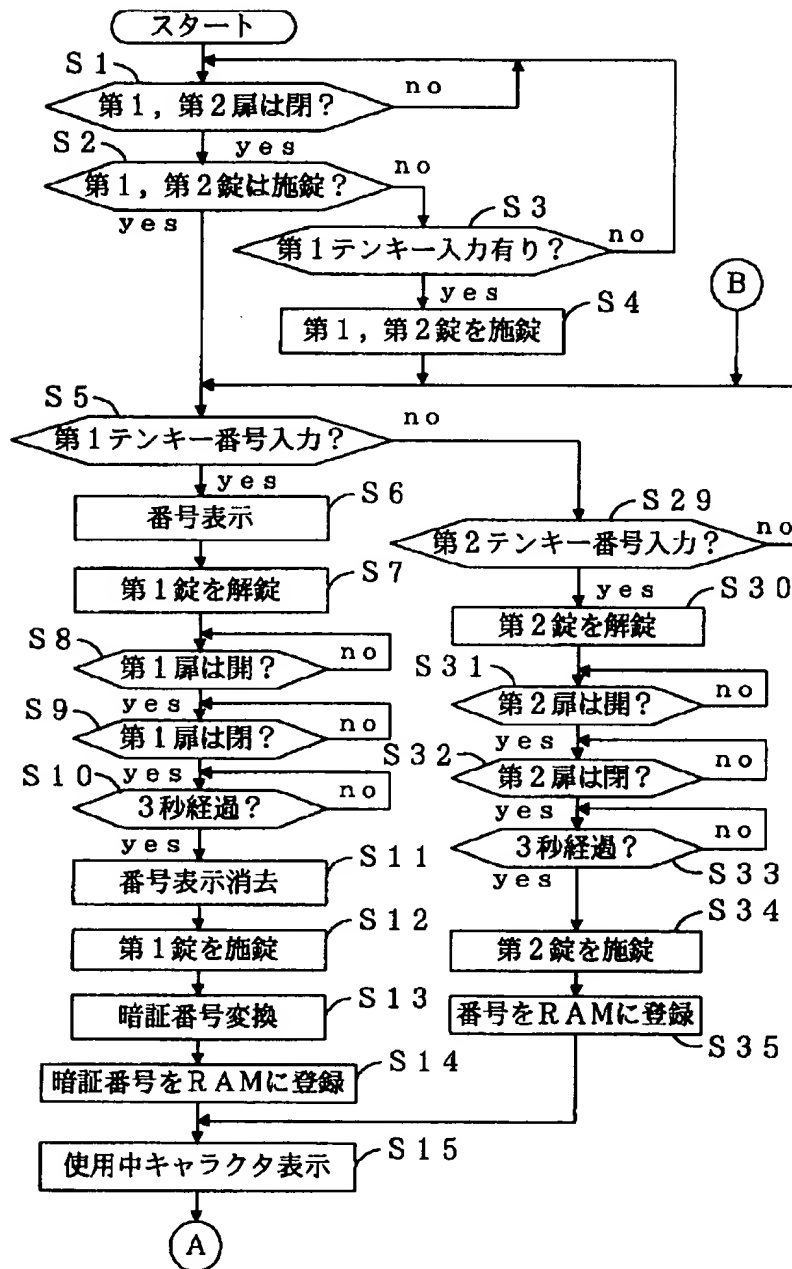 スタート
S1
第1，第2扉は閉？
no
S2
yes
no
第1，第2錠は施錠？
yes
S3
第1テンキー入力有り？
no
yes
S4
第1，第2錠を施錠
B
S5
第1テンキー番号入力？
no
yes
S6
番号表示
S29
第2テンキー番号入力？
no
S7
第1錠を解錠
yes
S30
第2錠を解錠
S8
第1扉は開？
no
S31
第2扉は開？
no
S9
yes
第1扉は閉？
no
S32
yes
第2扉は閉？
no
S10
yes
3秒経過？
no
yes
3秒経過？
no
S33
yes
S11
番号表示消去
yes
S34
第2錠を施錠
S12
第1錠を施錠
S13
暗証番号変換
番号をRAMに登録
S35
S14
暗証番号をRAMに登録
S15
使用中キャラクタ表示
A